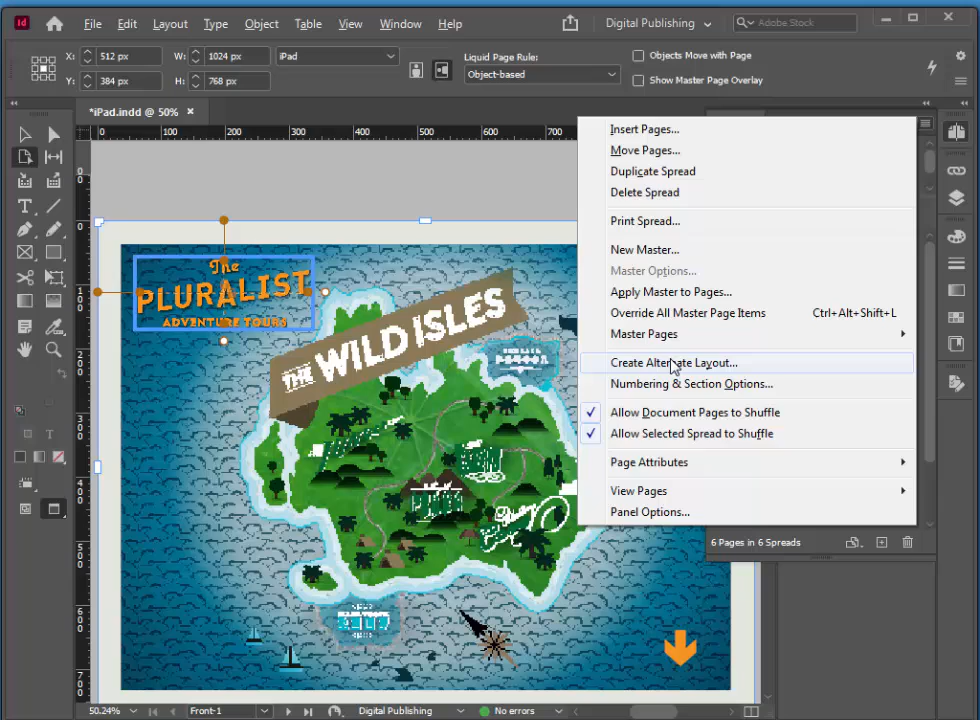 Id File Edit Layout Type Object Table View Window Help Digital Publishing Adobe Stock
X: 512 px W: 1024 px iPad Liquid Page Rule: Objects Move with Page
Y: 384 px H: 768 px Object-based Show Master Page Overlay
*iPad.indd @ 50% ×
0 100 200 300 400 500 600 700
Insert Pages...
Move Pages...
Duplicate Spread
Delete Spread
Print Spread...
New Master...
Master Options...
Apply Master to Pages...
Override All Master Page Items Ctrl+Alt+Shift+L
Master Pages
Create Alternate Layout...
Numbering & Section Options...
Allow Document Pages to Shuffle
Allow Selected Spread to Shuffle
Page Attributes
View Pages
Panel Options...
6 Pages in 6 Spreads
The
PLURALIST
ADVENTURE TOURS
THE WILD ISLES
50.24% Front-1 Digital Publishing No errors